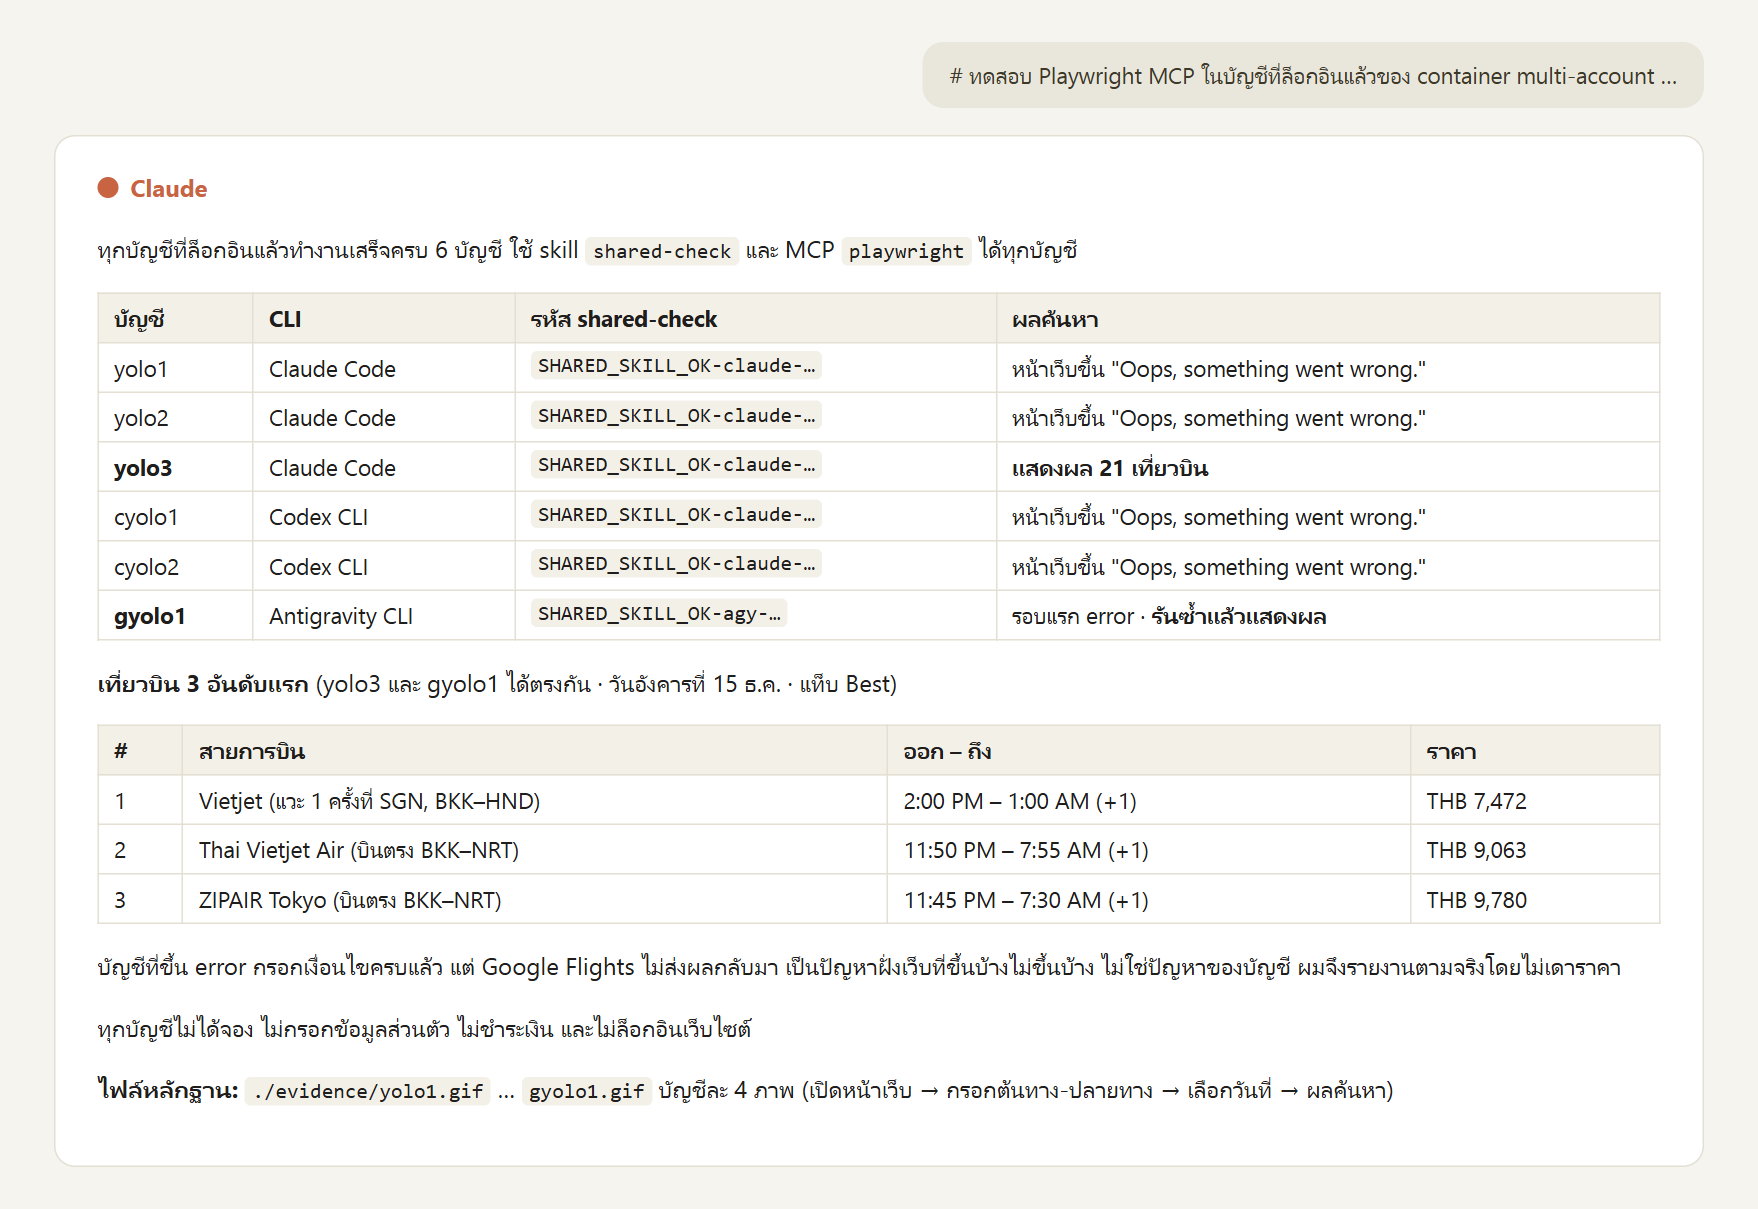 # ทดสอบ Playwright MCP ในบัญชีที่ล็อกอินแล้วของ container multi-account ...
Claude
ทุกบัญชีที่ล็อกอินแล้วทำงานเสร็จครบ 6 บัญชี ใช้ skill shared-check และ MCP playwright ได้ทุกบัญชี
บัญชี CLI รหัส shared-check ผลค้นหา
yolo1 Claude Code SHARED_SKILL_OK-claude-… หน้าเว็บขึ้น "Oops, something went wrong."
yolo2 Claude Code SHARED_SKILL_OK-claude-… หน้าเว็บขึ้น "Oops, something went wrong."
yolo3 Claude Code SHARED_SKILL_OK-claude-… แสดงผล 21 เที่ยวบิน
cyolo1 Codex CLI SHARED_SKILL_OK-claude-… หน้าเว็บขึ้น "Oops, something went wrong."
cyolo2 Codex CLI SHARED_SKILL_OK-claude-… หน้าเว็บขึ้น "Oops, something went wrong."
gyolo1 Antigravity CLI SHARED_SKILL_OK-agy-… รอบแรก error · รันซ้ำแล้วแสดงผล
เที่ยวบิน 3 อันดับแรก (yolo3 และ gyolo1 ได้ตรงกัน · วันอังคารที่ 15 ธ.ค. · แท็บ Best)
# สายการบิน ออก – ถึง ราคา
1 Vietjet (แวะ 1 ครั้งที่ SGN, BKK–HND) 2:00 PM – 1:00 AM (+1) THB 7,472
2 Thai Vietjet Air (บินตรง BKK–NRT) 11:50 PM – 7:55 AM (+1) THB 9,063
3 ZIPAIR Tokyo (บินตรง BKK–NRT) 11:45 PM – 7:30 AM (+1) THB 9,780
บัญชีที่ขึ้น error กรอกเงื่อนไขครบแล้ว แต่ Google Flights ไม่ส่งผลกลับมา เป็นปัญหาฝั่งเว็บที่ขึ้นบ้างไม่ขึ้นบ้าง ไม่ใช่ปัญหาของบัญชี ผมจึงรายงานตามจริงโดยไม่เดาราคา
ทุกบัญชีไม่ได้จอง ไม่กรอกข้อมูลส่วนตัว ไม่ชำระเงิน และไม่ล็อกอินเว็บไซต์
ไฟล์หลักฐาน: ./evidence/yolo1.gif … gyolo1.gif บัญชีละ 4 ภาพ (เปิดหน้าเว็บ → กรอกต้นทาง-ปลายทาง → เลือกวันที่ → ผลค้นหา)